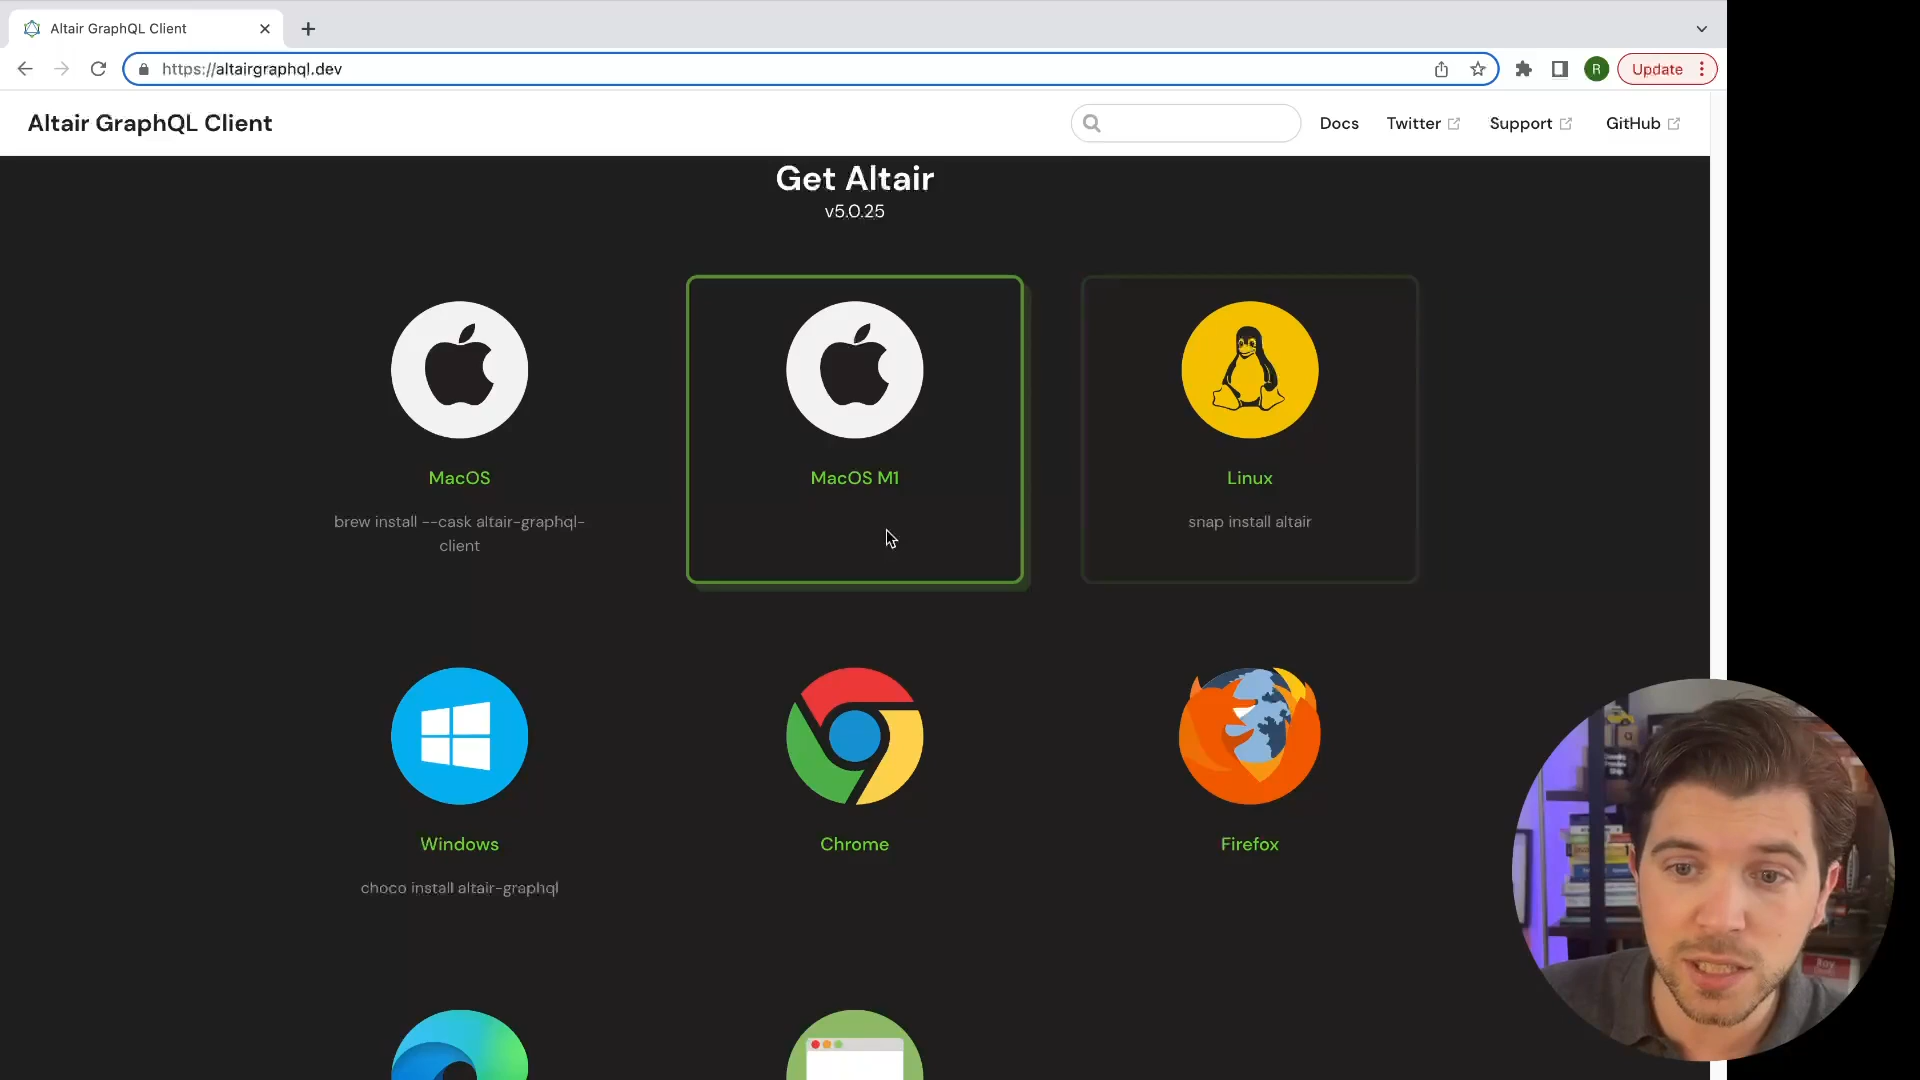 Altair GraphQL Client
https://altairgraphql.dev
R
Update
Altair GraphQL Client
Docs
Twitter
Support
GitHub
Get Altair
v5.0.25
MacOS
brew install --cask altair-graphql-
client
MacOS M1
Linux
snap install altair
Windows
choco install altair-graphql
Chrome
Firefox